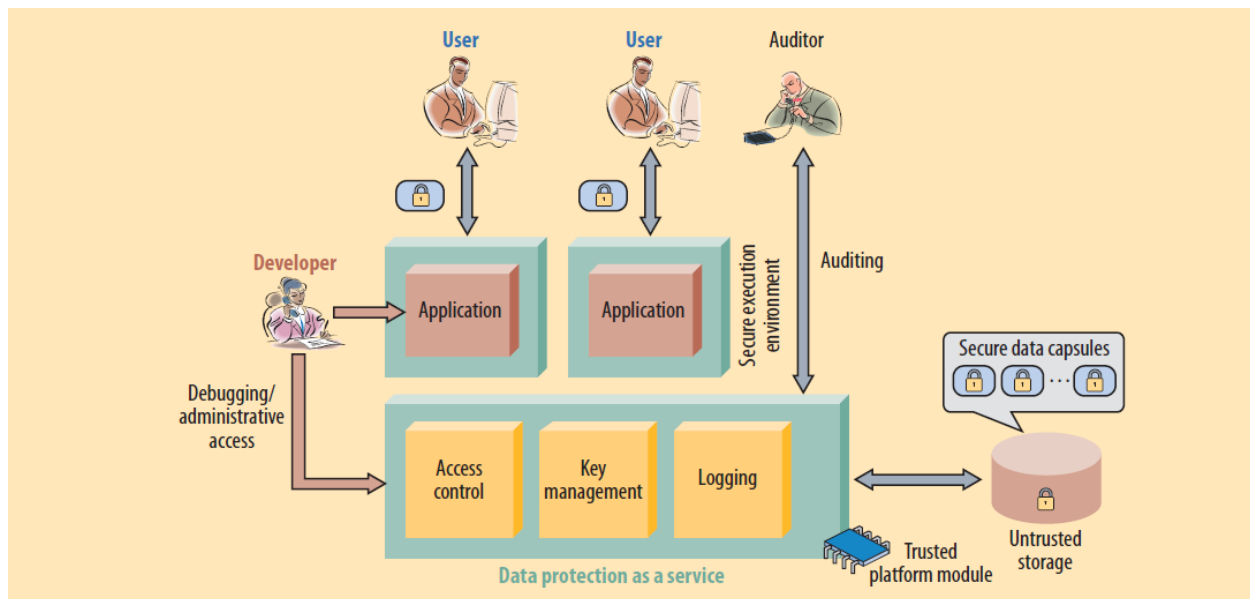 User
User
Auditor
Developer
Application
Application
Secure execution
environment
Auditing
Debugging/
administrative
access
Secure data capsules
...
Access
control
Key
management
Logging
Untrusted
storage
Trusted
platform module
Data protection as a service